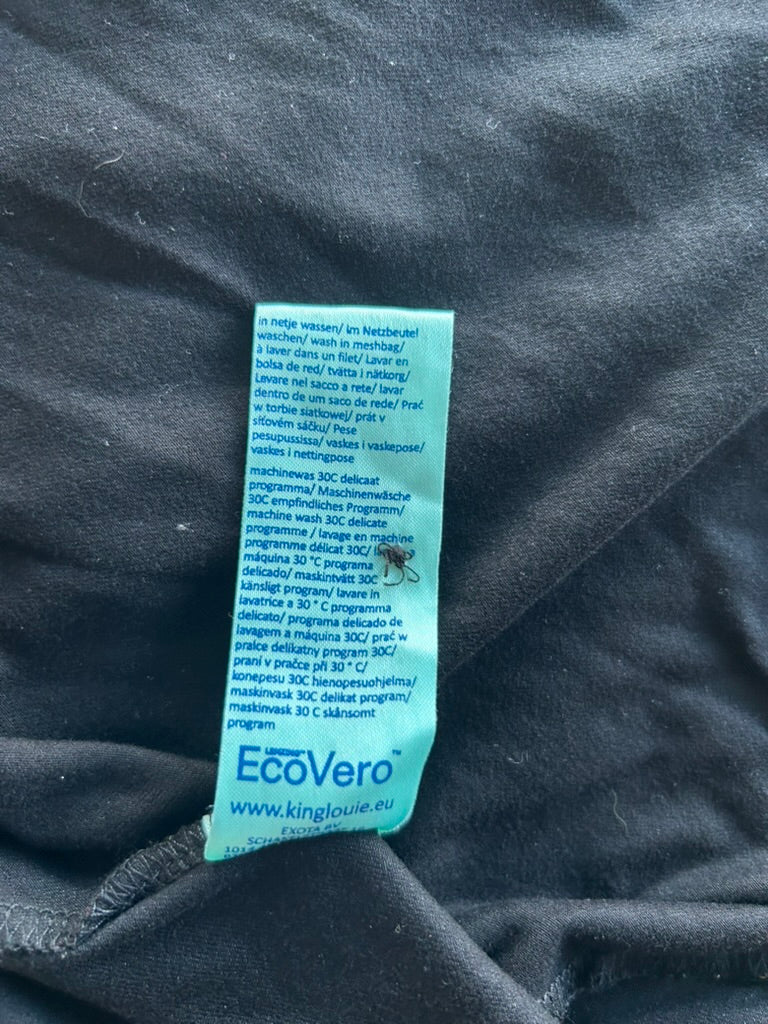 in netje wassen/ im Netzbeutel
waschen/ wash in meshbag/
à laver dans un filet/ Lavar en
bolsa de red/ tvätta i nätkorg/
Lavare nel sacco a rete/ lavar
dentro de um saco de rede/ Prać
w torbie siatkowej/ prát v
síťovém sáčku/ Pese
pesupussissa/ vaskes i vaskepose/
vaskes i nettingpose
machinewas 30C delicaat
programma/ Maschinenwäsche
30C empfindliches Programm/
machine wash 30C delicate
programme / lavage en machine
programme délicat 30C/
máquina 30 °C programa
delicado/ maskintvätt 30C
känsligt program/ lavare in
lavatrice a 30 ° C programma
delicato/ programa delicado de
lavagem a máquina 30C/ prać w
pralce delikatny program 30C/
praní v pračce při 30 ° C/
konepesu 30C hienopesuohjelma/
maskinvask 30C delikat program/
maskinvask 30 C skånsomt
program
LENZING™
EcoVero™
www.kinglouie.eu
EXOTA BV